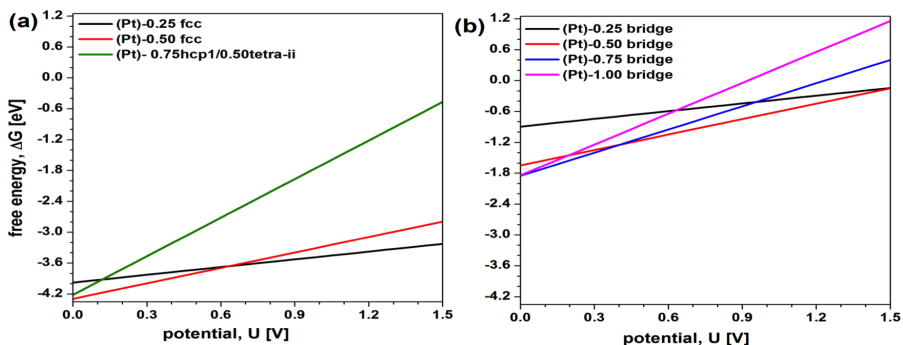 (a)
(Pt)-0.25 fcc
(Pt)-0.50 fcc
(Pt)- 0.75hcp1/0.50tetra-ii
1.2
0.6
0.0
-0.6
-1.2
-1.8
-2.4
-3.0
-3.6
-4.2
free energy, ΔG [eV]
0.0 0.3 0.6 0.9 1.2 1.5
potential, U [V]
(b)
(Pt)-0.25 bridge
(Pt)-0.50 bridge
(Pt)-0.75 bridge
(Pt)-1.00 bridge
1.2
0.6
0.0
-0.6
-1.2
-1.8
-2.4
-3.0
-3.6
-4.2
0.0 0.3 0.6 0.9 1.2 1.5
potential, U [V]